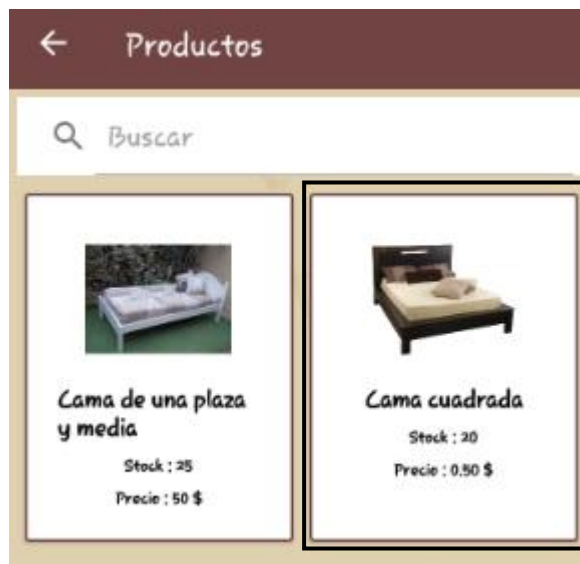 Productos
Buscar
Cama de una plaza
y media
Stock : 25
Precio : 50 $
Cama cuadrada
Stock : 20
Precio : 0.50 $